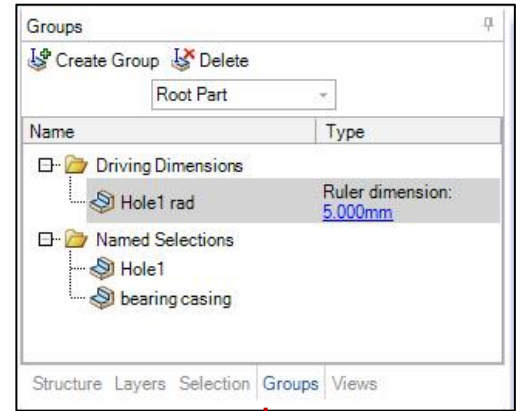 Groups
Create Group Delete
Root Part
Name Type
Driving Dimensions
Hole1 rad Ruler dimension:
5.000mm
Named Selections
Hole1
bearing casing
Structure Layers Selection Groups Views